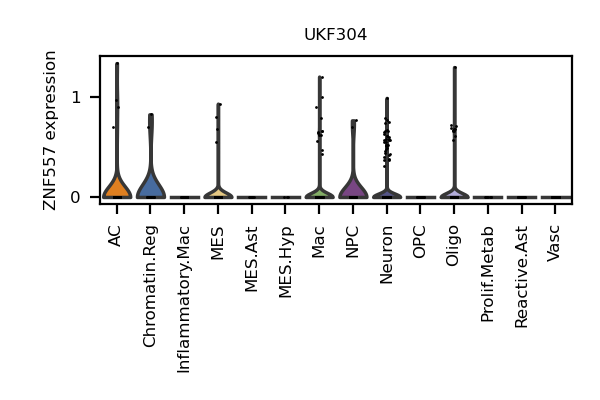 UKF304
ZNF557 expression
1
0
AC
Chromatin.Reg
Inflammatory.Mac
MES
MES.Ast
MES.Hyp
Mac
NPC
Neuron
OPC
Oligo
Prolif.Metab
Reactive.Ast
Vasc